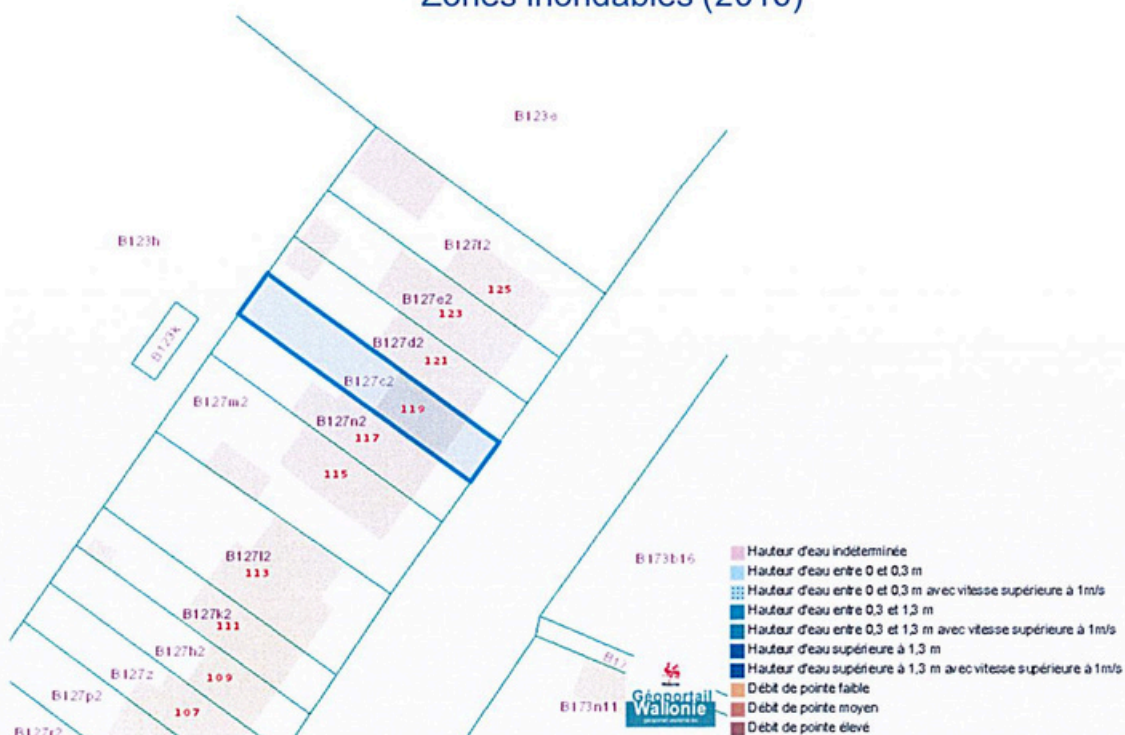 Zones inondables (2016)
B123e
B123h
B127f2
125
B127e2
123
B127d2
121
B123k
B127c2
119
B127m2
B127n2
117
115
B127l2
113
B173b16
B127k2
111
B127h2
109
B127z
B127p2
107
B17
B173n11
Géoportail
Wallonie
Hauteur d'eau indéterminée
Hauteur d'eau entre 0 et 0,3 m
Hauteur d'eau entre 0 et 0,3 m avec vitesse supérieure à 1m/s
Hauteur d'eau entre 0,3 et 1,3 m
Hauteur d'eau entre 0,3 et 1,3 m avec vitesse supérieure à 1m/s
Hauteur d'eau supérieure à 1,3 m
Hauteur d'eau supérieure à 1,3 m avec vitesse supérieure à 1m/s
Débit de pointe faible
Débit de pointe moyen
Débit de pointe élevé